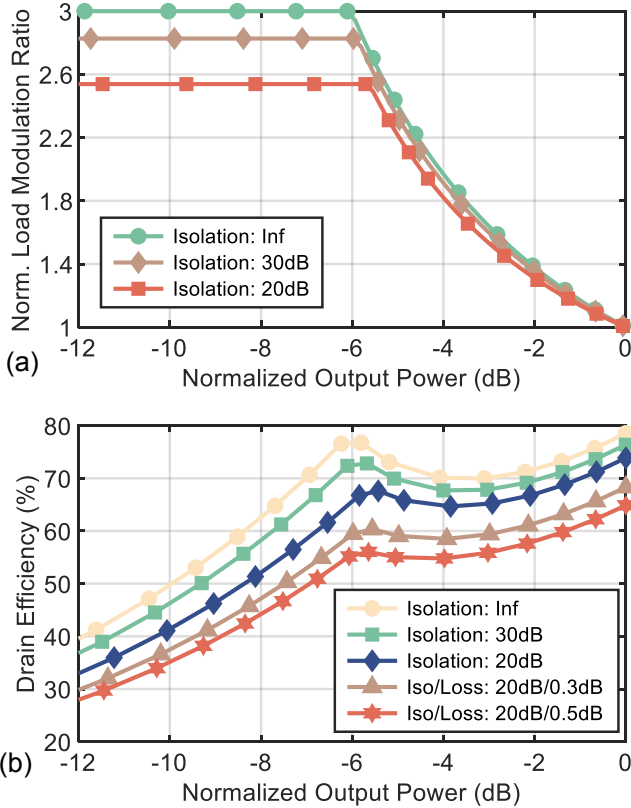 3
2.6
2.2
1.8
1.4
1
Norm. Load Modulation Ratio
Isolation: Inf
Isolation: 30dB
Isolation: 20dB
-12
-10
-8
-6
-4
-2
0
(a)
Normalized Output Power (dB)
80
70
60
50
40
30
20
Drain Efficiency (%)
Isolation: Inf
Isolation: 30dB
Isolation: 20dB
Iso/Loss: 20dB/0.3dB
Iso/Loss: 20dB/0.5dB
-12
-10
-8
-6
-4
-2
0
(b)
Normalized Output Power (dB)